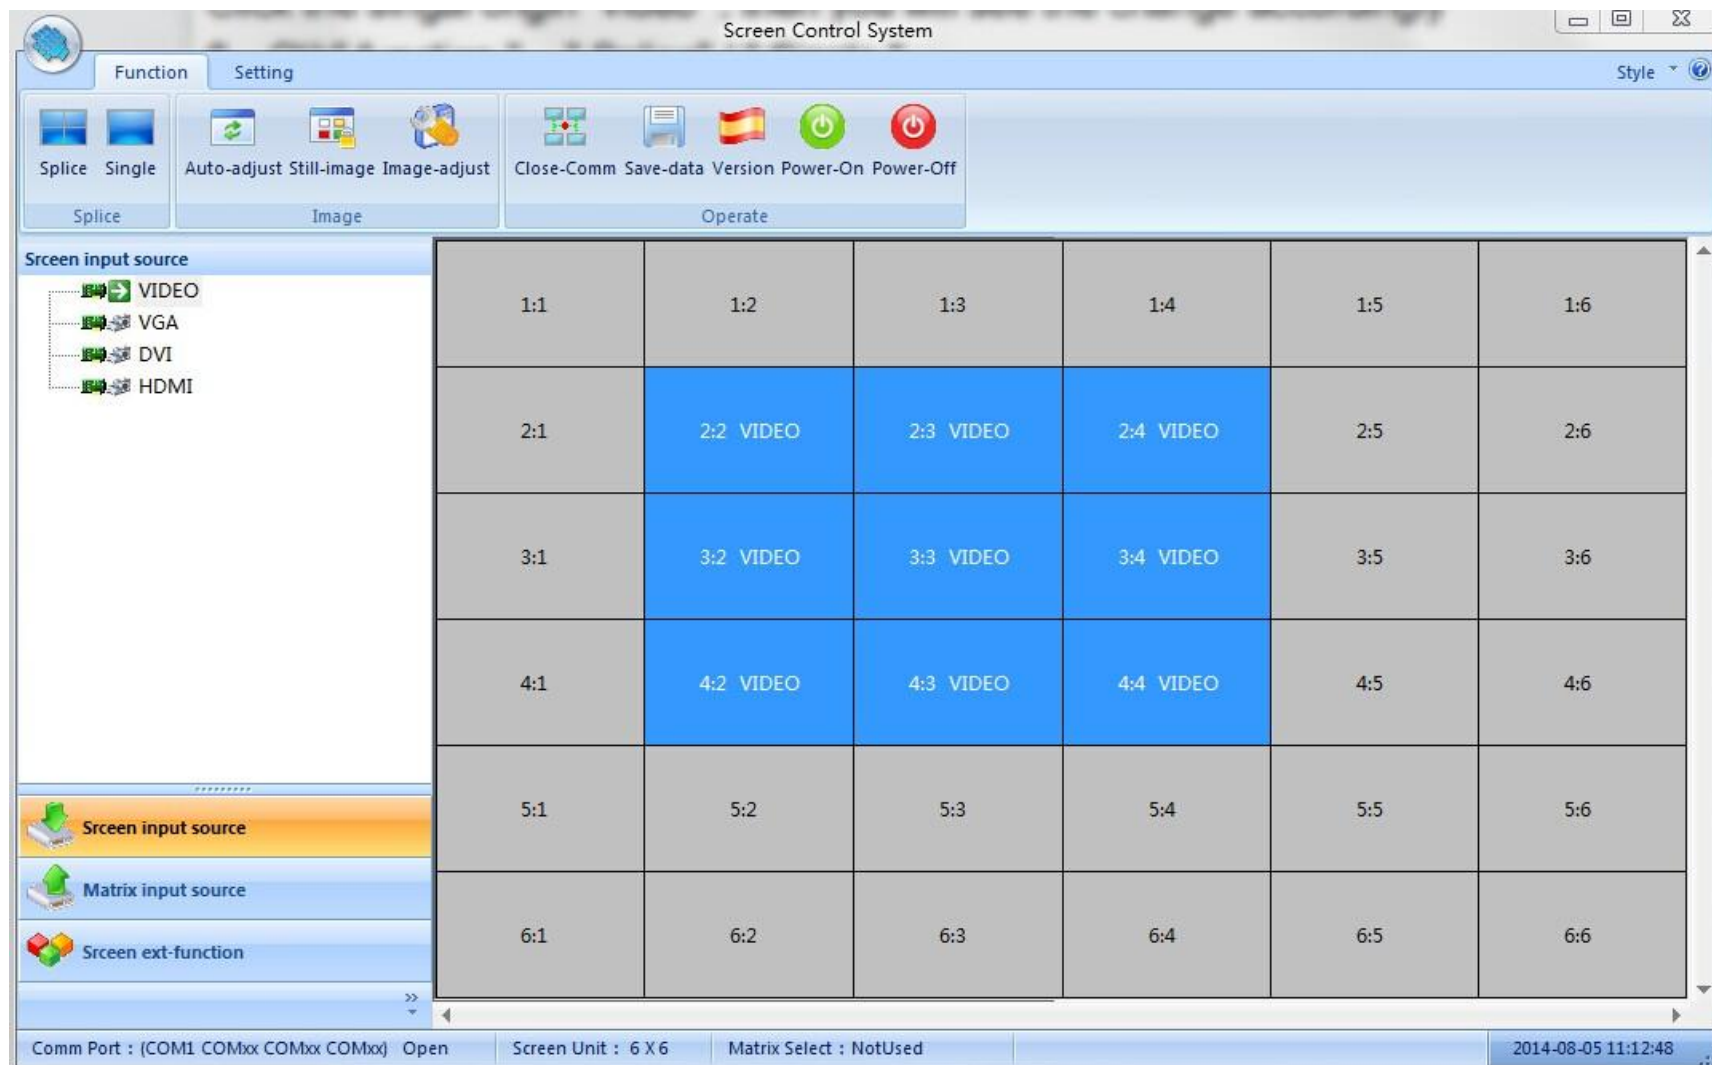 Screen Control System
Function Setting Style
Splice Single Auto-adjust Still-image Image-adjust Close-Comm Save-data Version Power-On Power-Off
Splice Image Operate
Srceen input source
VIDEO
VGA
DVI
HDMI
1:1 1:2 1:3 1:4 1:5 1:6
2:1 2:2 VIDEO 2:3 VIDEO 2:4 VIDEO 2:5 2:6
3:1 3:2 VIDEO 3:3 VIDEO 3:4 VIDEO 3:5 3:6
4:1 4:2 VIDEO 4:3 VIDEO 4:4 VIDEO 4:5 4:6
5:1 5:2 5:3 5:4 5:5 5:6
6:1 6:2 6:3 6:4 6:5 6:6
Srceen input source
Matrix input source
Srceen ext-function
Comm Port : (COM1 COMxx COMxx COMxx) Open Screen Unit : 6 X 6 Matrix Select : NotUsed 2014-08-05 11:12:48